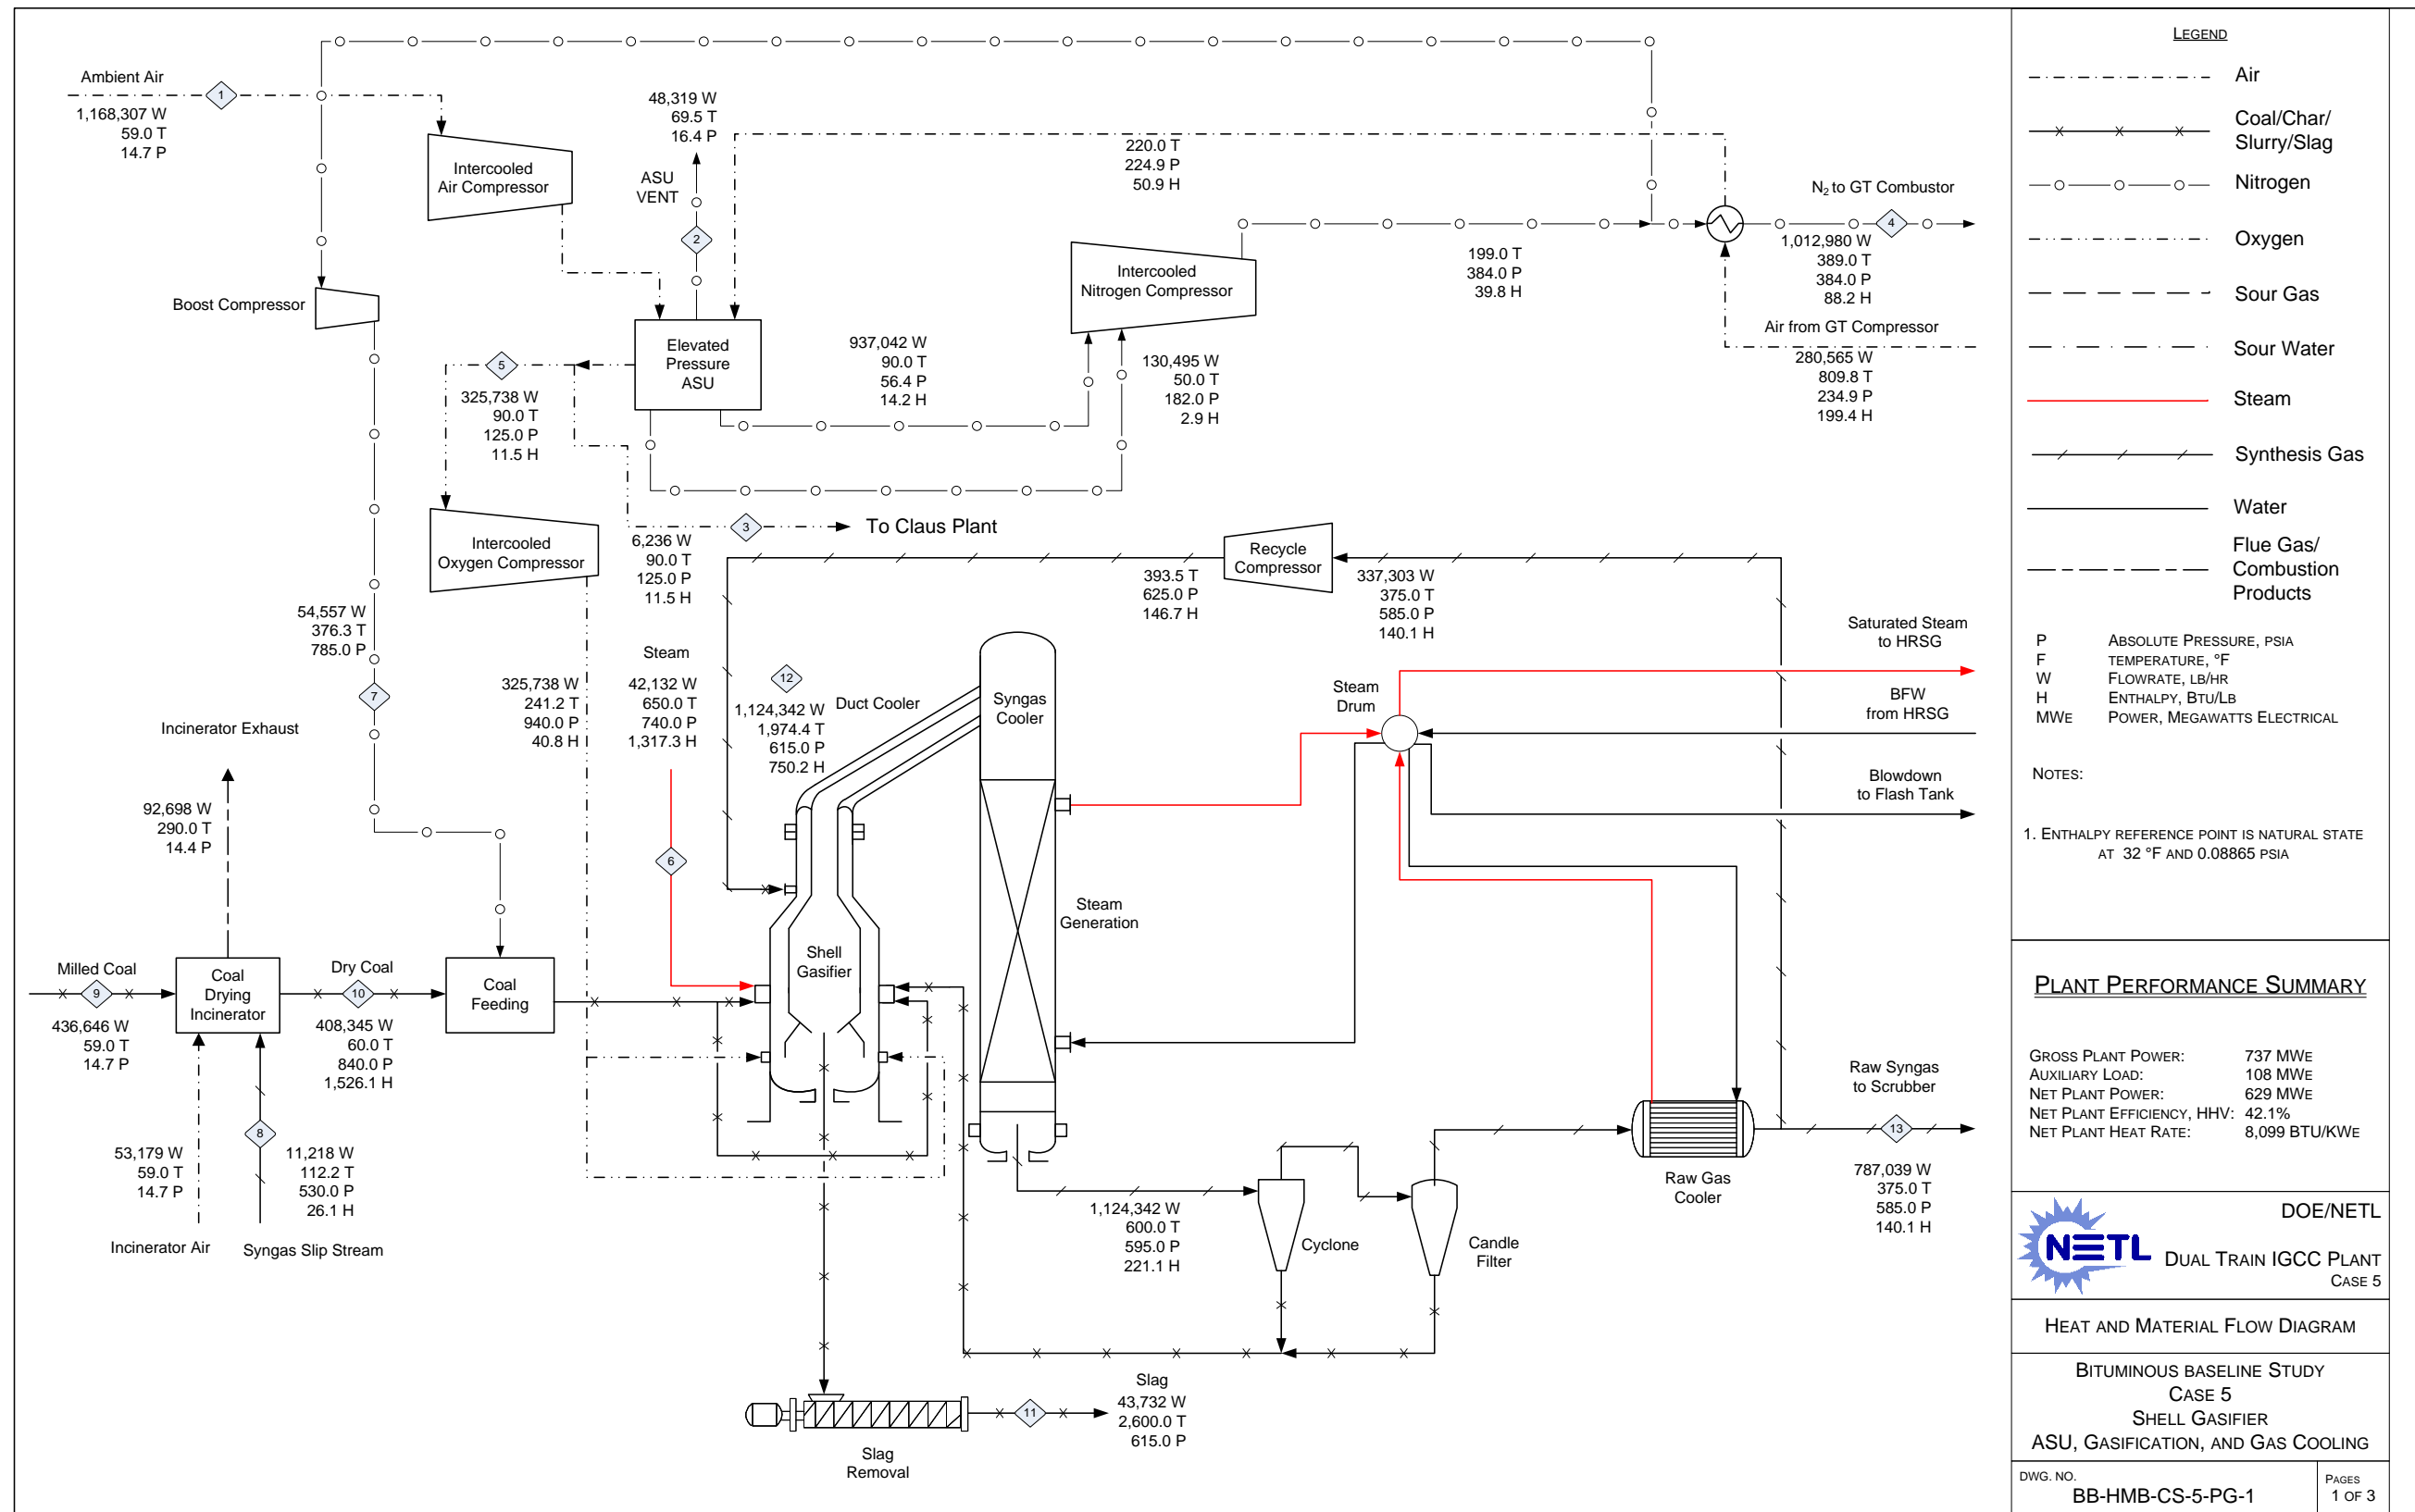 Ambient Air
1
1,168,307 W
59.0 T
14.7 P
Intercooled
Air Compressor
48,319 W
69.5 T
16.4 P
ASU
VENT
2
220.0 T
224.9 P
50.9 H
N2 to GT Combustor
4
1,012,980 W
389.0 T
384.0 P
88.2 H
199.0 T
384.0 P
39.8 H
Intercooled
Nitrogen Compressor
Air from GT Compressor
280,565 W
809.8 T
234.9 P
199.4 H
Boost Compressor
Elevated
Pressure
ASU
5
325,738 W
90.0 T
125.0 P
11.5 H
937,042 W
90.0 T
56.4 P
14.2 H
130,495 W
50.0 T
182.0 P
2.9 H
3
To Claus Plant
6,236 W
90.0 T
125.0 P
11.5 H
Intercooled
Oxygen Compressor
Recycle
Compressor
393.5 T
625.0 P
146.7 H
337,303 W
375.0 T
585.0 P
140.1 H
54,557 W
376.3 T
785.0 P
7
325,738 W
241.2 T
940.0 P
40.8 H
Steam
42,132 W
650.0 T
740.0 P
1,317.3 H
6
12
1,124,342 W
1,974.4 T
615.0 P
750.2 H
Duct Cooler
Syngas
Cooler
Steam
Drum
Saturated Steam
to HRSG
BFW
from HRSG
Blowdown
to Flash Tank
Steam
Generation
Shell
Gasifier
Incinerator Exhaust
92,698 W
290.0 T
14.4 P
Milled Coal
9
436,646 W
59.0 T
14.7 P
Coal
Drying
Incinerator
Dry Coal
10
408,345 W
60.0 T
840.0 P
1,526.1 H
Coal
Feeding
53,179 W
59.0 T
14.7 P
Incinerator Air
8
11,218 W
112.2 T
530.0 P
26.1 H
Syngas Slip Stream
1,124,342 W
600.0 T
595.0 P
221.1 H
Cyclone
Candle
Filter
Raw Gas
Cooler
Raw Syngas
to Scrubber
13
787,039 W
375.0 T
585.0 P
140.1 H
Slag
Removal
11
Slag
43,732 W
2,600.0 T
615.0 P
LEGEND
Air
Coal/Char/
Slurry/Slag
Nitrogen
Oxygen
Sour Gas
Sour Water
Steam
Synthesis Gas
Water
Flue Gas/
Combustion
Products
P ABSOLUTE PRESSURE, PSIA
F TEMPERATURE, °F
W FLOWRATE, LB/HR
H ENTHALPY, BTU/LB
MWE POWER, MEGAWATTS ELECTRICAL
NOTES:
1. ENTHALPY REFERENCE POINT IS NATURAL STATE
AT 32 °F AND 0.08865 PSIA
PLANT PERFORMANCE SUMMARY
GROSS PLANT POWER: 737 MWE
AUXILIARY LOAD: 108 MWE
NET PLANT POWER: 629 MWE
NET PLANT EFFICIENCY, HHV: 42.1%
NET PLANT HEAT RATE: 8,099 BTU/KWE
NETL
DOE/NETL
DUAL TRAIN IGCC PLANT
CASE 5
HEAT AND MATERIAL FLOW DIAGRAM
BITUMINOUS BASELINE STUDY
CASE 5
SHELL GASIFIER
ASU, GASIFICATION, AND GAS COOLING
DWG. NO.
BB-HMB-CS-5-PG-1
PAGES
1 OF 3